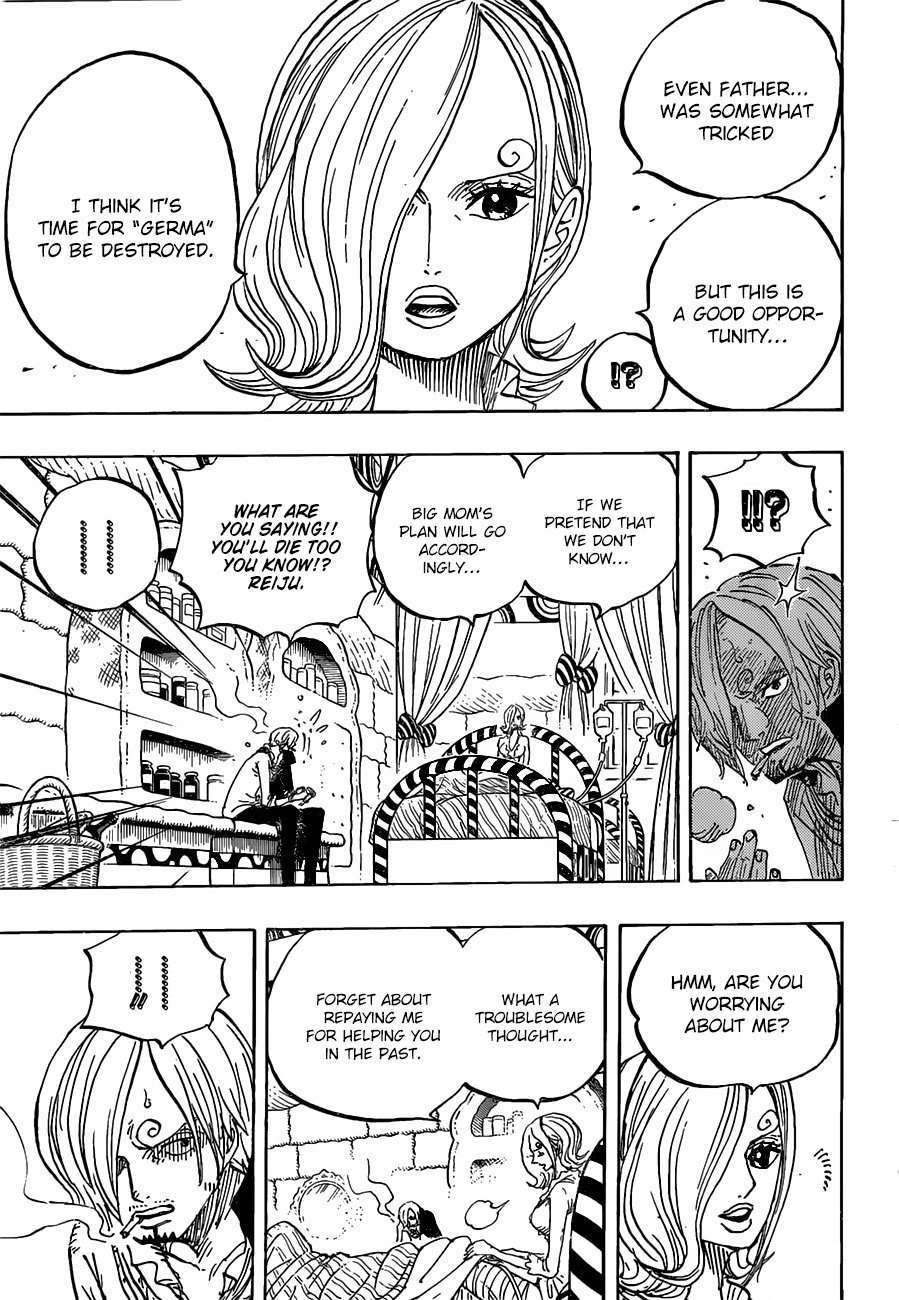 EVEN FATHER...
WAS SOMEWHAT
TRICKED
BUT THIS IS
A GOOD OPPOR-
TUNITY...
!?
I THINK IT'S
TIME FOR "GERMA"
TO BE DESTROYED.
!!?
IF WE
PRETEND THAT
WE DON'T
KNOW...
BIG MOM'S
PLAN WILL GO
ACCORD-
INGLY...
WHAT ARE
YOU SAYING!!
YOU'LL DIE TOO
YOU KNOW!?
REIJU.
HMM, ARE YOU
WORRYING
ABOUT ME?
WHAT A
TROUBLESOME
THOUGHT...
FORGET ABOUT
REPAYING ME
FOR HELPING YOU
IN THE PAST.
!!